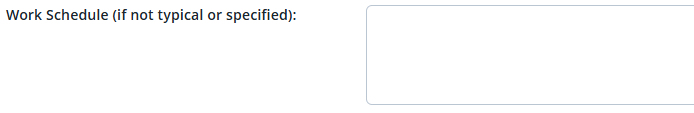 Work Schedule (if not typical or specified):